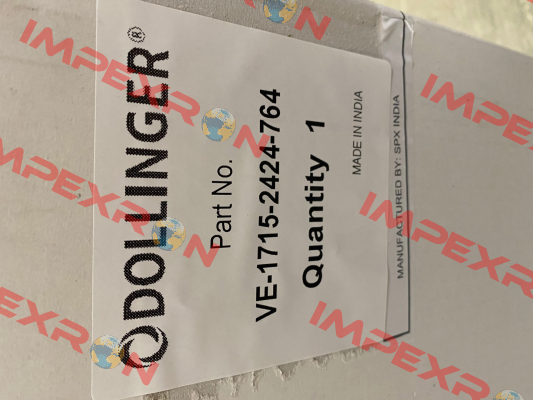 DOLLINGER®
Part No.
VE-1715-2424-764
Quantity 1
MADE IN INDIA
MANUFACTURED BY: SPX INDIA
IMPEXRON
IMPEXRON
IMPEXRON
IMPEXRON
IMPEXRON
IMPEXRON